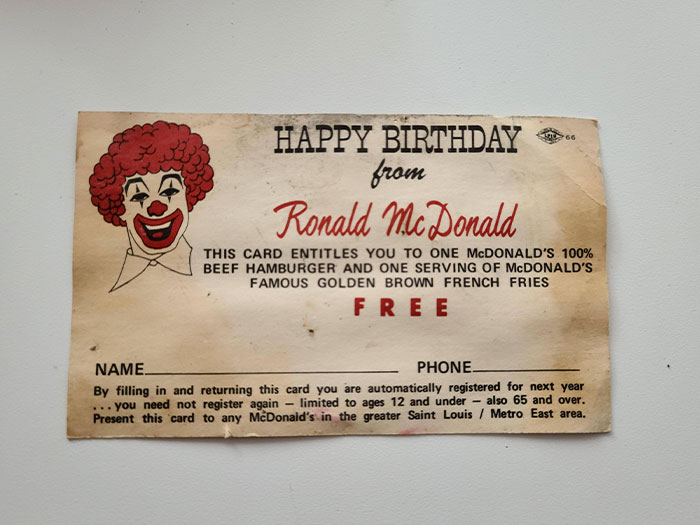 HAPPY BIRTHDAY
66
from
Ronald McDonald
THIS CARD ENTITLES YOU TO ONE McDONALD'S 100%
BEEF HAMBURGER AND ONE SERVING OF McDONALD'S
FAMOUS GOLDEN BROWN FRENCH FRIES
FREE
NAME PHONE
By filling in and returning this card you are automatically registered for next year
...you need not register again – limited to ages 12 and under – also 65 and over.
Present this card to any McDonald's in the greater Saint Louis / Metro East area.